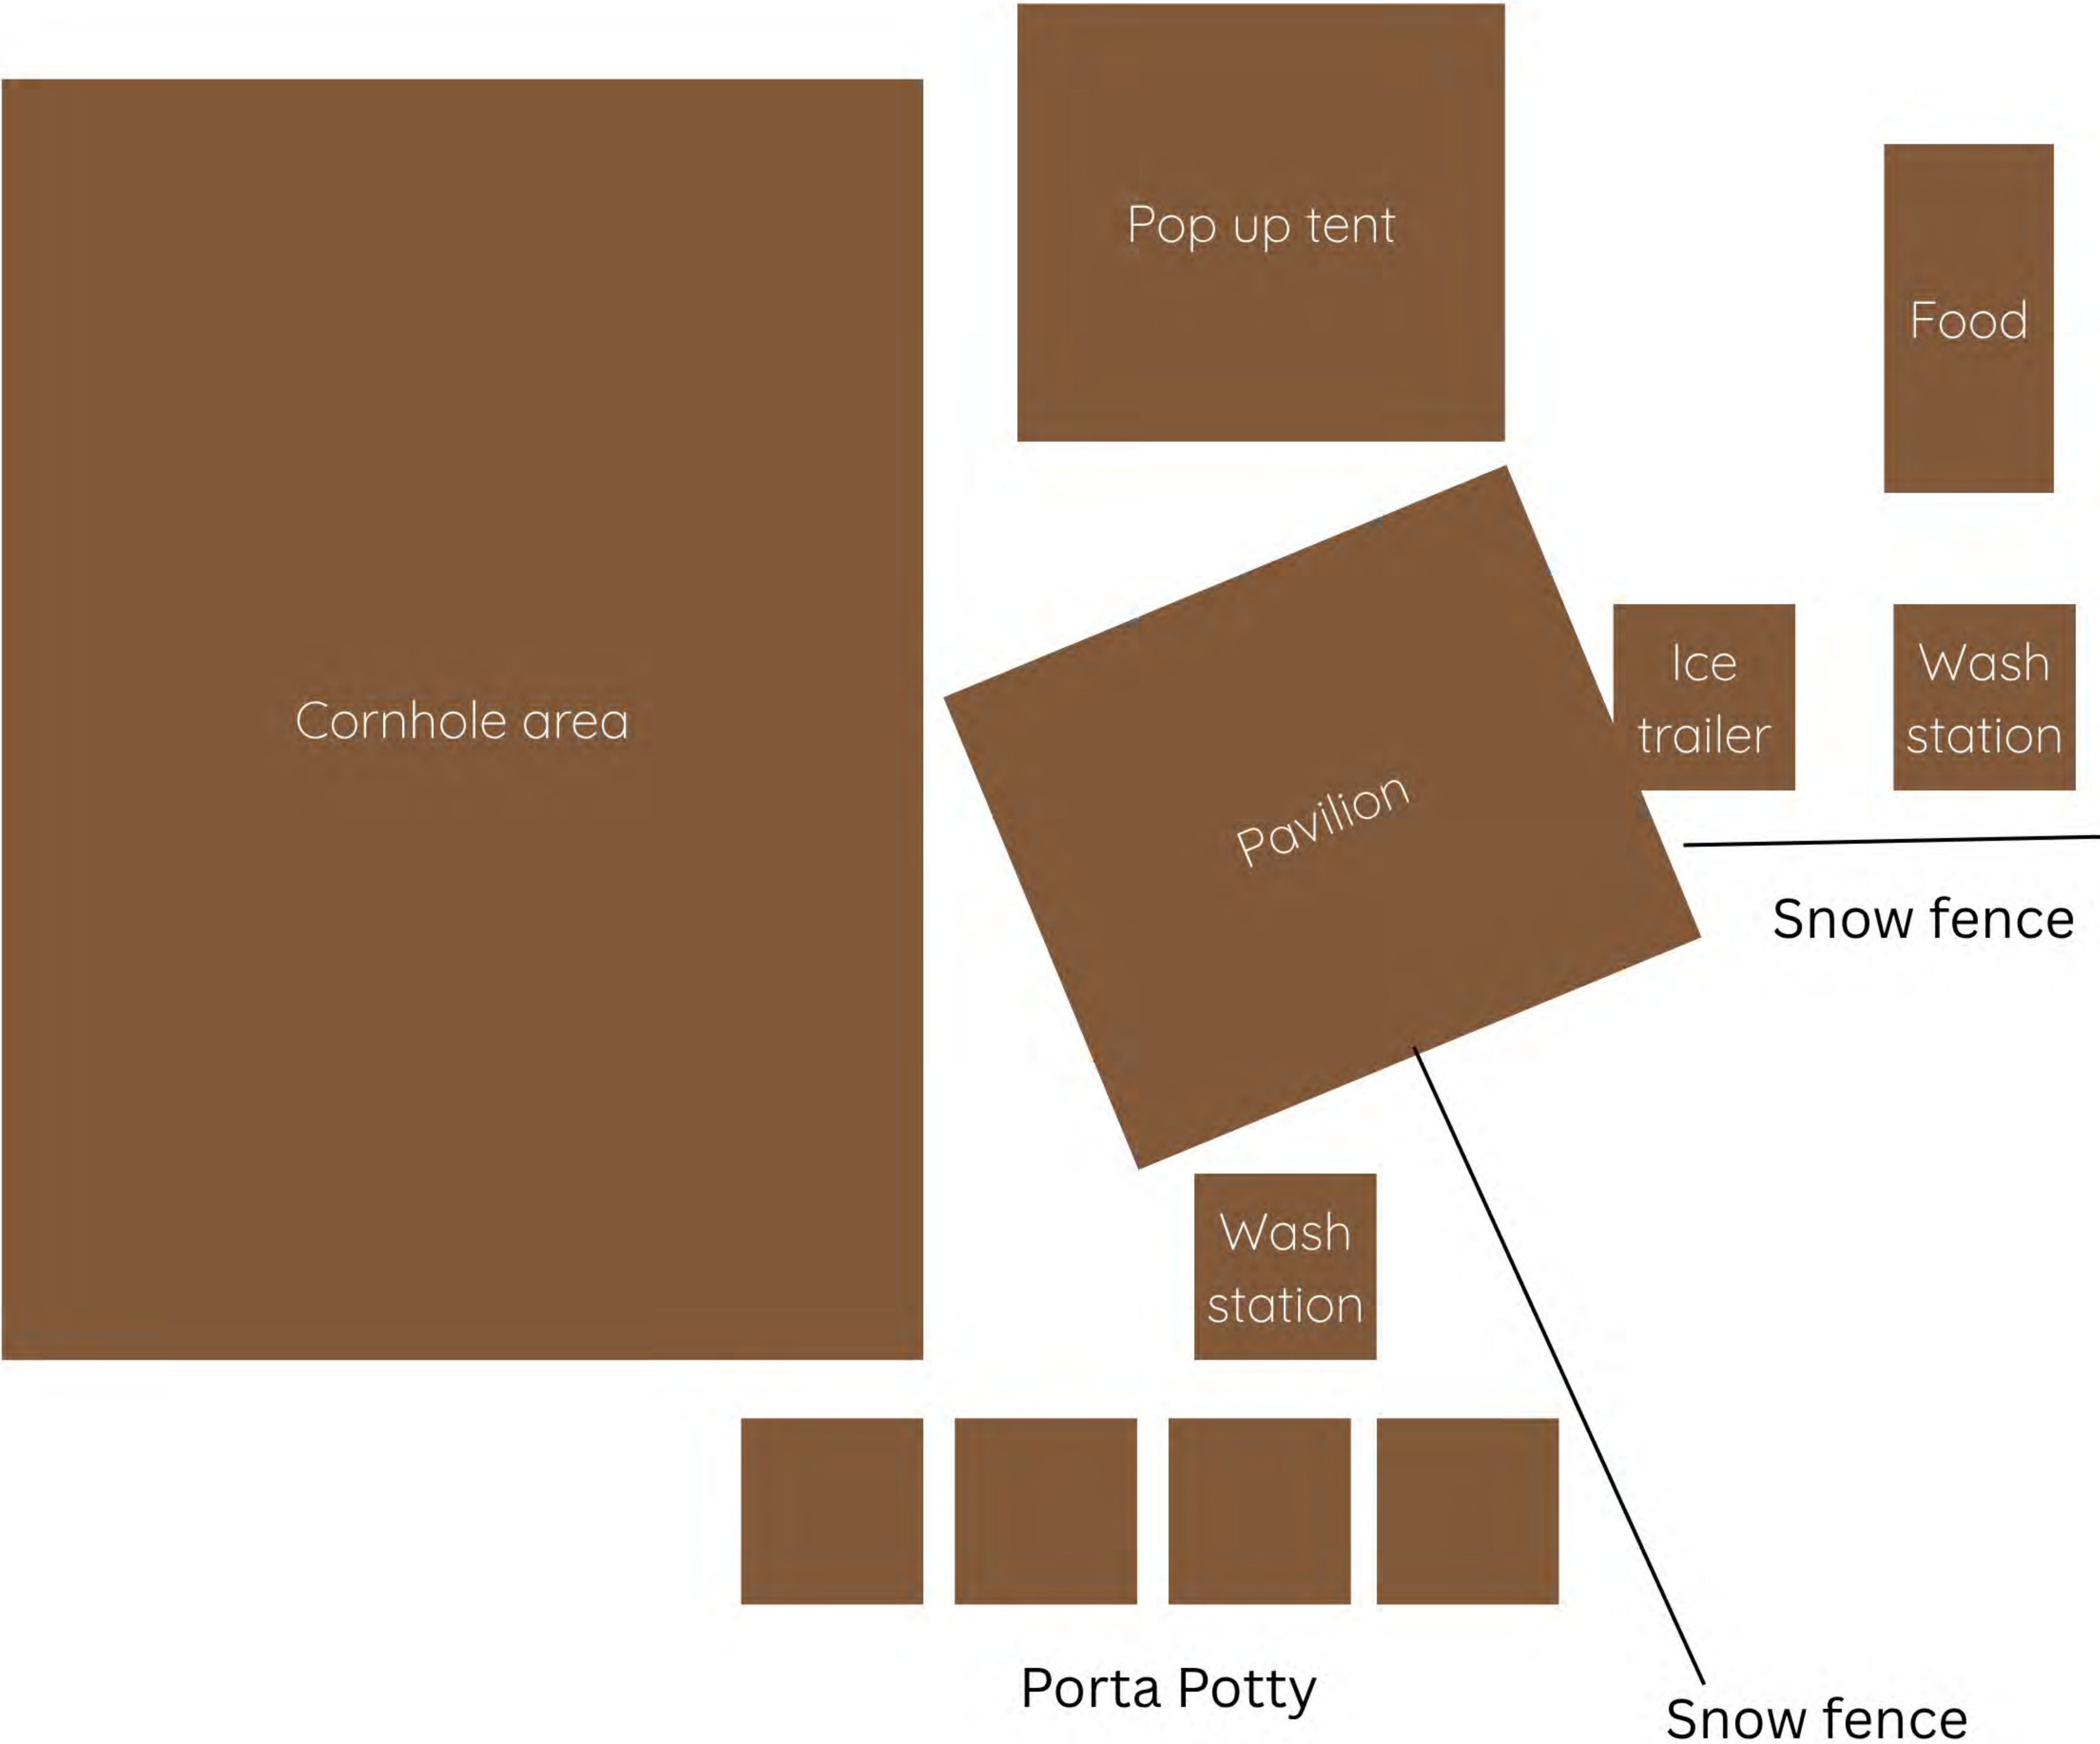 Pop up tent
Food
Cornhole area
Ice
trailer
Wash
station
Pavilion
Snow fence
Wash
station
Porta Potty
Snow fence